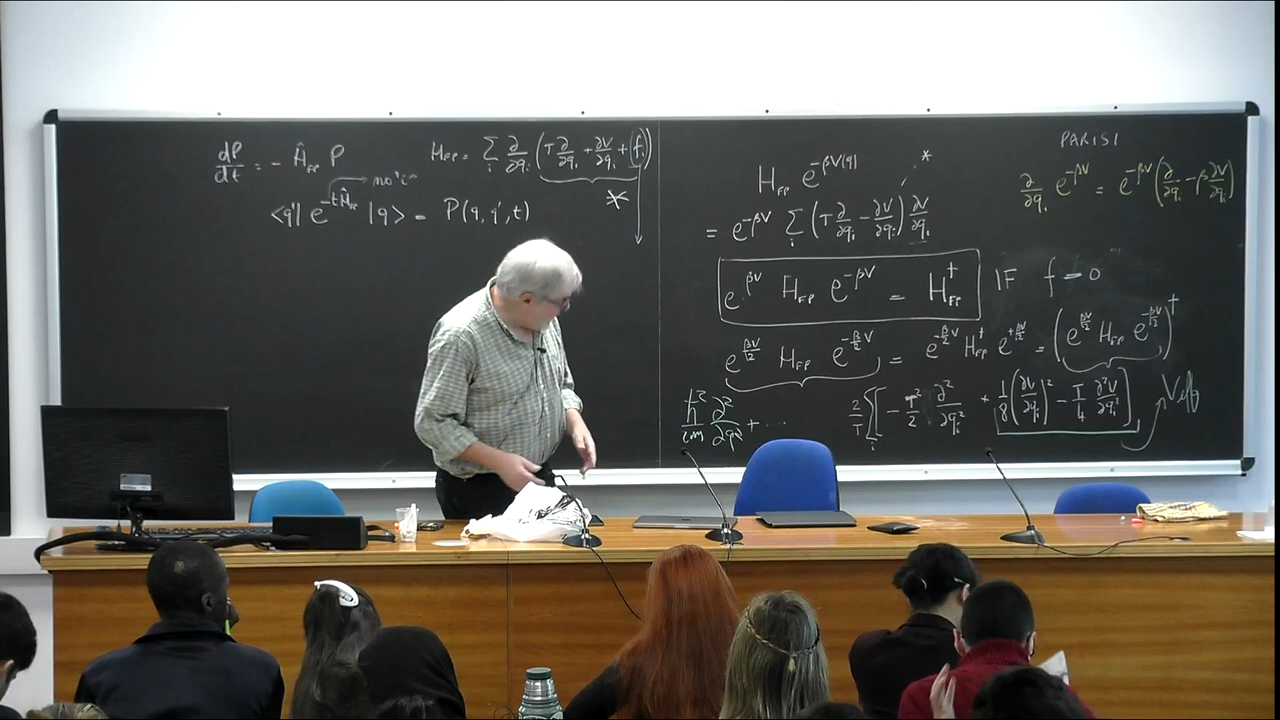 dP/dt = - Ĥ_FP P
H_FP = Σ_i ∂/∂q_i (T ∂/∂q_i + ∂V/∂q_i + f_i)
→ no "i"
*
<q'| e^{-tĤ_FP} |q> = P(q, q', t)
PARISI
H_FP e^{-βV(q)}
*
∂/∂q_i e^{-βV} = e^{-βV} (∂/∂q_i - β ∂V/∂q_i)
= e^{-βV} Σ_i (T ∂/∂q_i - ∂V/∂q_i) ∂V/∂q_i
e^{βV} H_FP e^{-βV} = H_FP^† IF f = 0
e^{βV/2} H_FP e^{-β/2 V} = e^{-β/2 V} H_FP^† e^{+βV/2} = (e^{βV/2} H_FP e^{-βV/2})^†
ħ²/2m ∂²/∂q_i² + ...
2/T Σ_i [- T²/2 ∂²/∂q_i² + 1/8 (∂V/∂q_i)² - T/4 ∂²V/∂q_i²] Veff